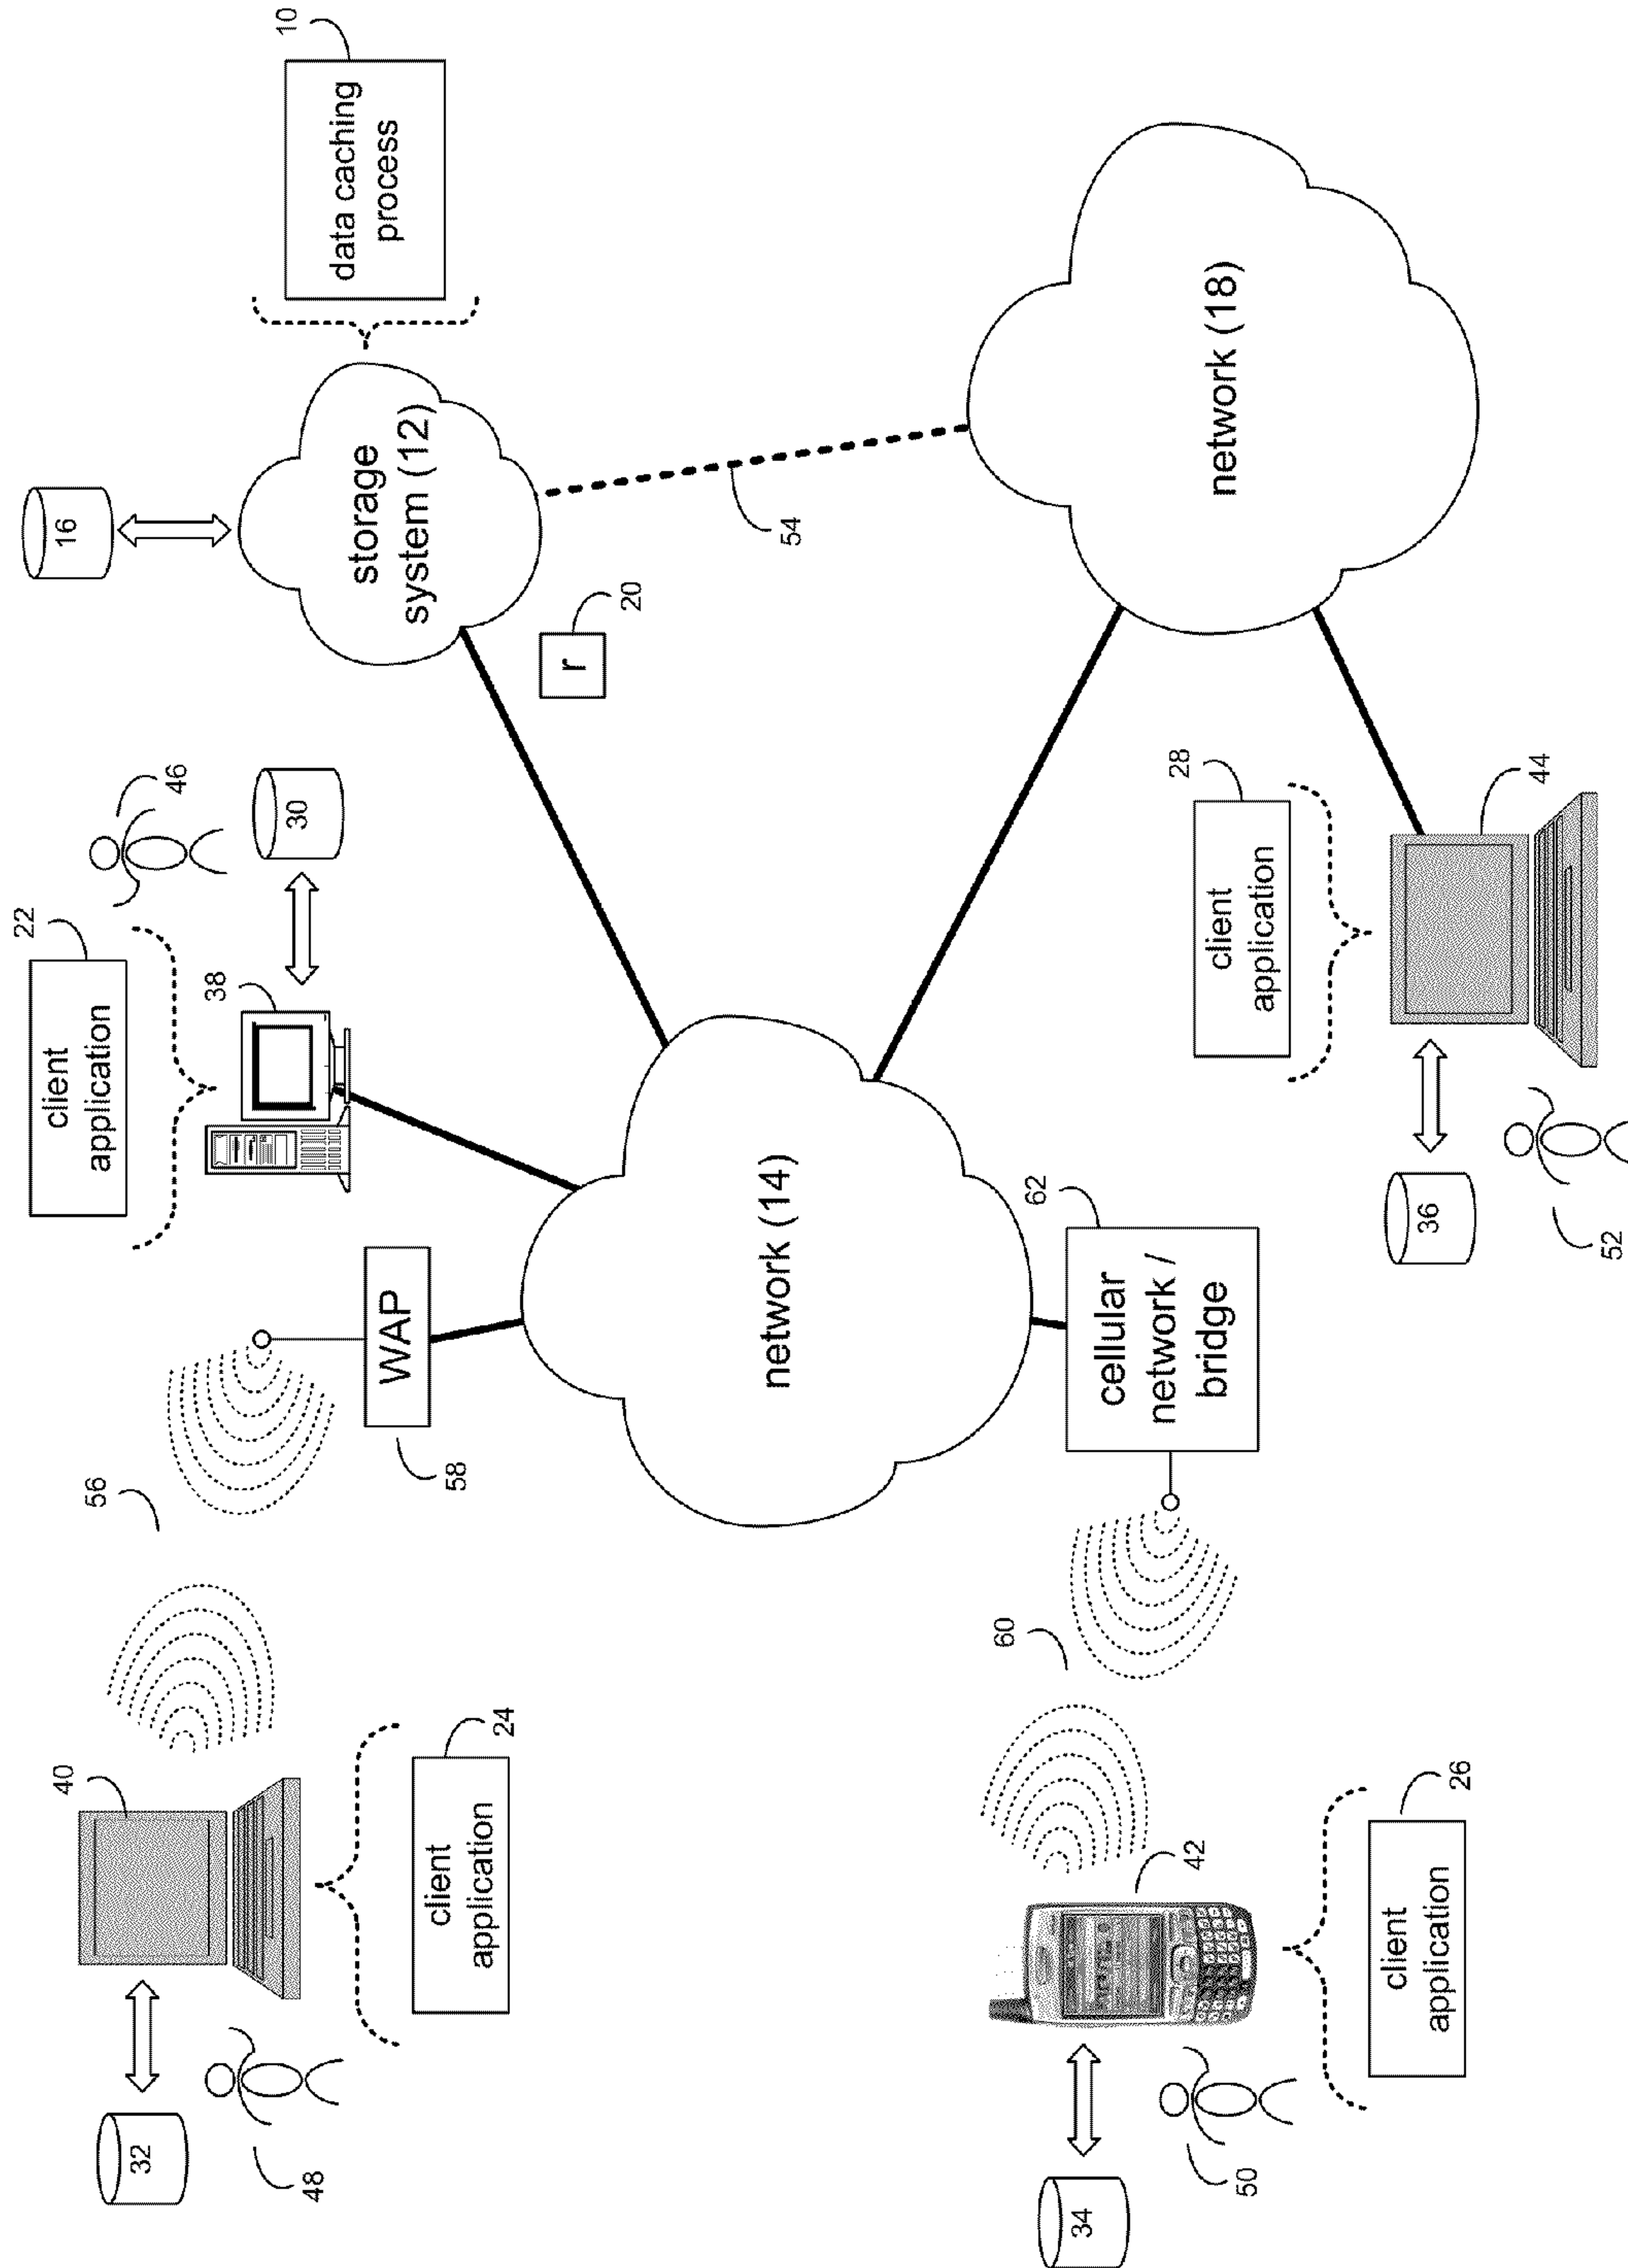 32
40
56
client
application
22
16
10
48
46
38
30
data caching
process
storage
system (12)
WAP
58
client
application
24
r
20
network (14)
54
34
42
60
cellular
network /
bridge
62
50
28
client
application
network (18)
client
application
26
36
44
52